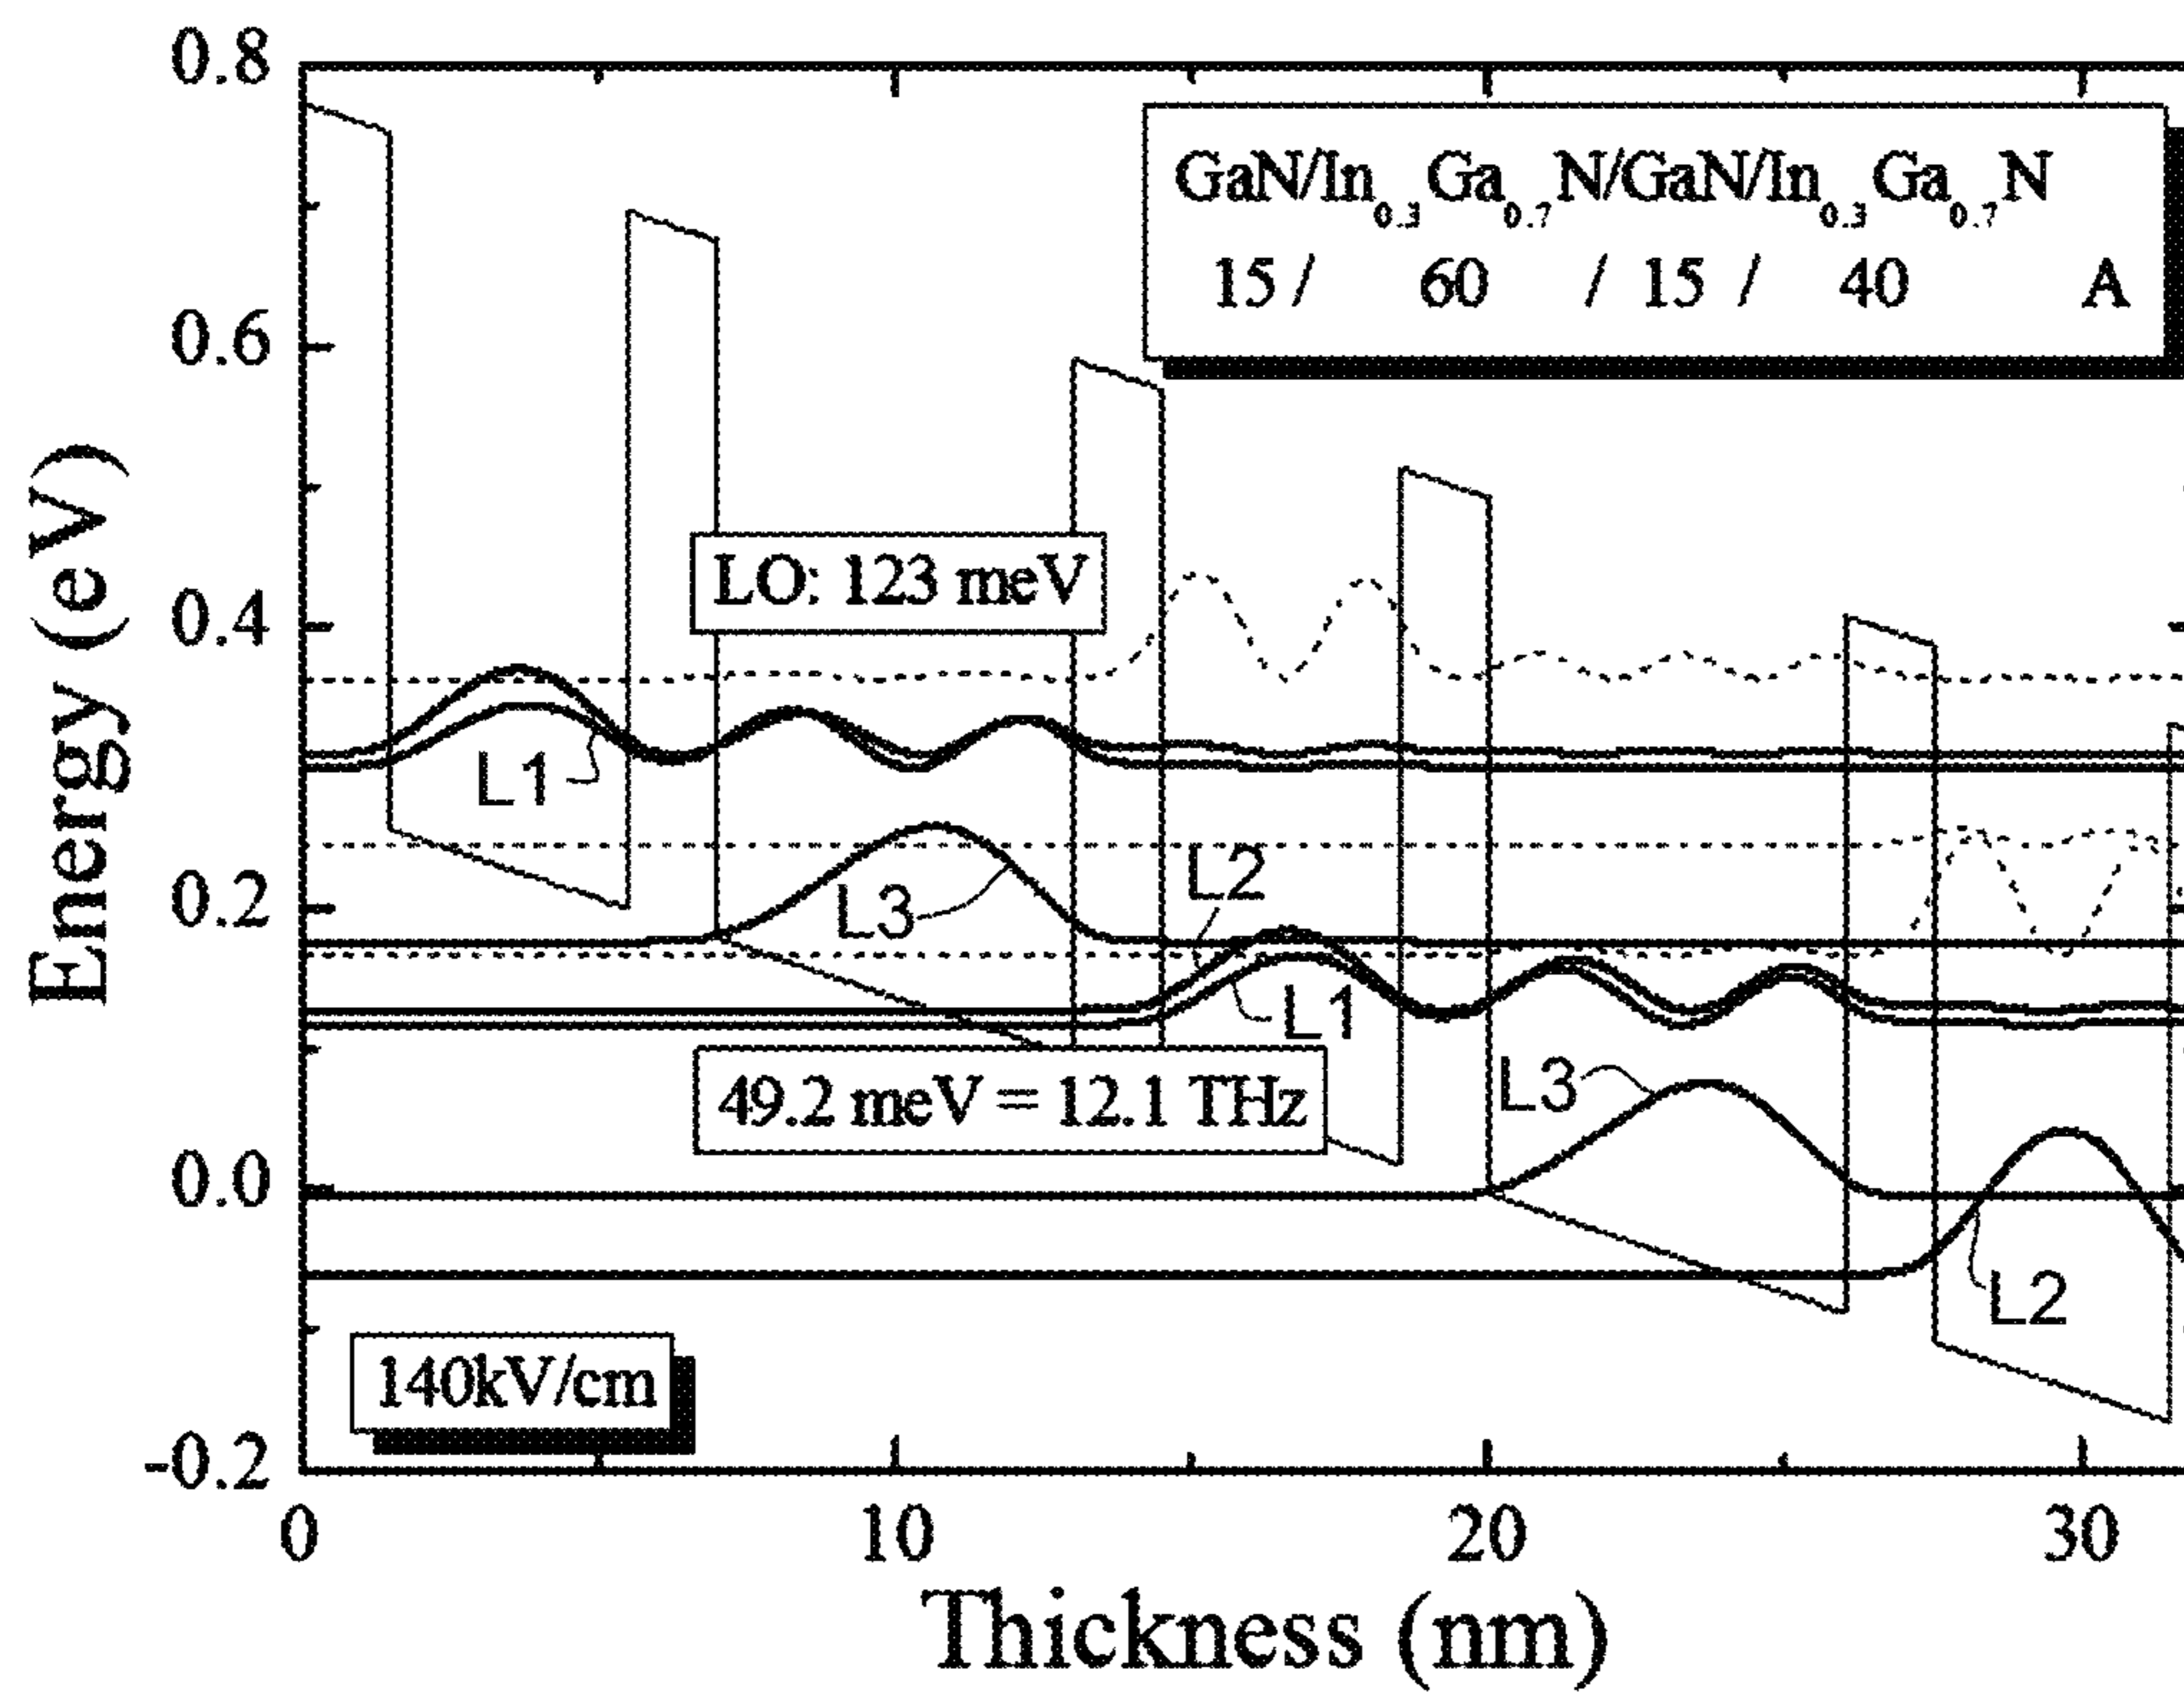 0.8
GaN/In0.3Ga0.7N/GaN/In0.3Ga0.7N
15 / 60 / 15 / 40 A
0.6
LO: 123 meV
0.4
Energy (eV)
L1
L2
0.2
L3
L1
L3
49.2 meV = 12.1 THz
0.0
L2
140kV/cm
-0.2
0 10 20 30
Thickness (nm)